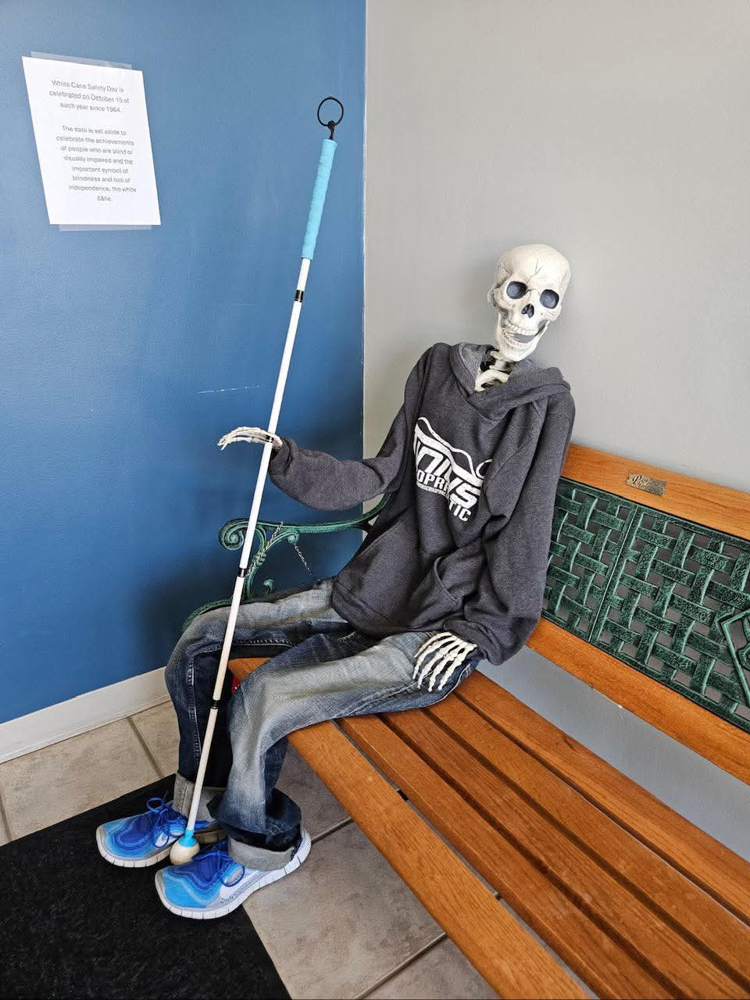 White Cane Safety Day is
celebrated on October 15 of
each year since 1964.
The date is set aside to
celebrate the achievements
of people who are blind or
visually impaired and the
important symbol of
blindness and tool of
independence, the white
cane.